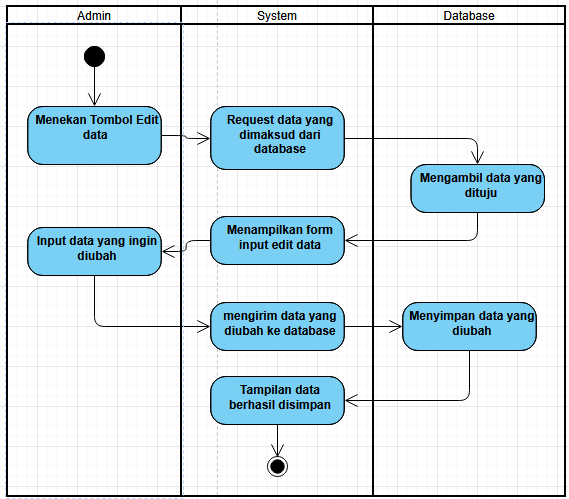 Admin
System
Database
Menekan Tombol Edit
data
Request data yang
dimaksud dari
database
Mengambil data yang
dituju
Menampilkan form
input edit data
Input data yang ingin
diubah
mengirim data yang
diubah ke database
Menyimpan data yang
diubah
Tampilan data
berhasil disimpan